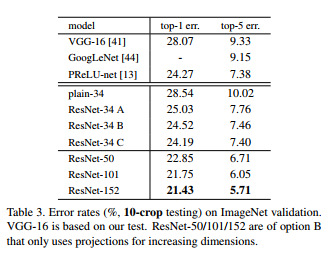 model top-1 err. top-5 err.
VGG-16 [41] 28.07 9.33
GoogLeNet [44] - 9.15
PReLU-net [13] 24.27 7.38
plain-34 28.54 10.02
ResNet-34 A 25.03 7.76
ResNet-34 B 24.52 7.46
ResNet-34 C 24.19 7.40
ResNet-50 22.85 6.71
ResNet-101 21.75 6.05
ResNet-152 21.43 5.71
Table 3. Error rates (%, 10-crop testing) on ImageNet validation.
VGG-16 is based on our test. ResNet-50/101/152 are of option B
that only uses projections for increasing dimensions.